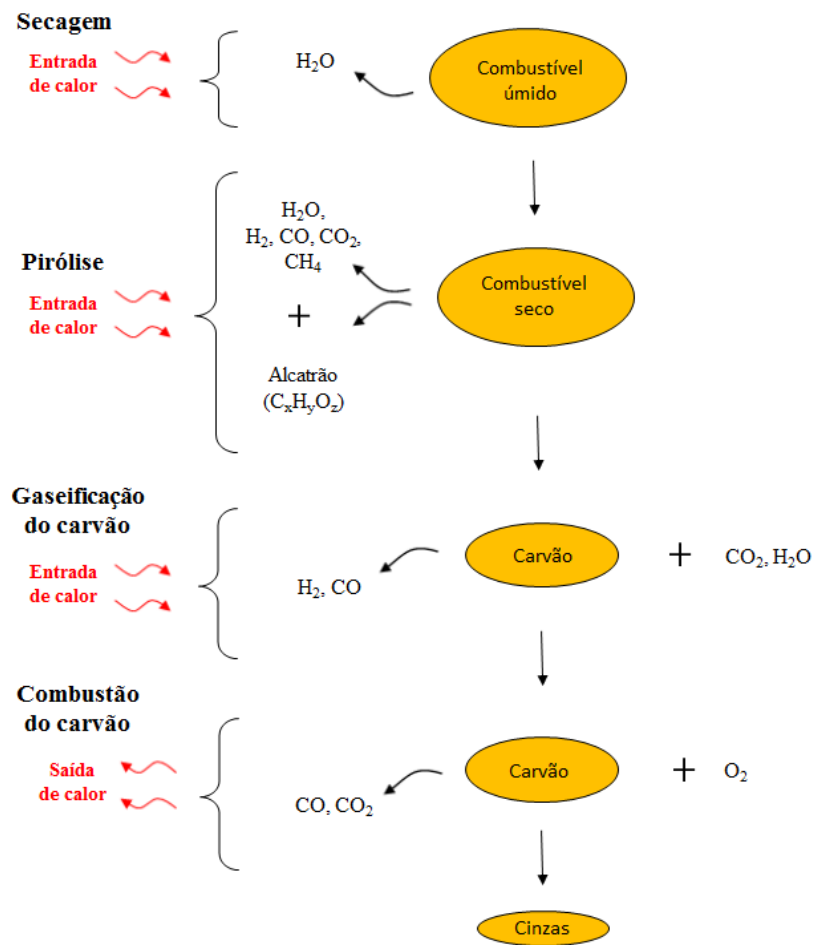 Secagem
Entrada
de calor
H₂O
Combustível
úmido
Pirólise
Entrada
de calor
H₂O,
H₂, CO, CO₂,
CH₄
+
Alcatrão
(CₓHᵧO_z)
Combustível
seco
Gaseificação
do carvão
Entrada
de calor
H₂, CO
Carvão
+
CO₂, H₂O
Combustão
do carvão
Saída
de calor
CO, CO₂
Carvão
+
O₂
Cinzas